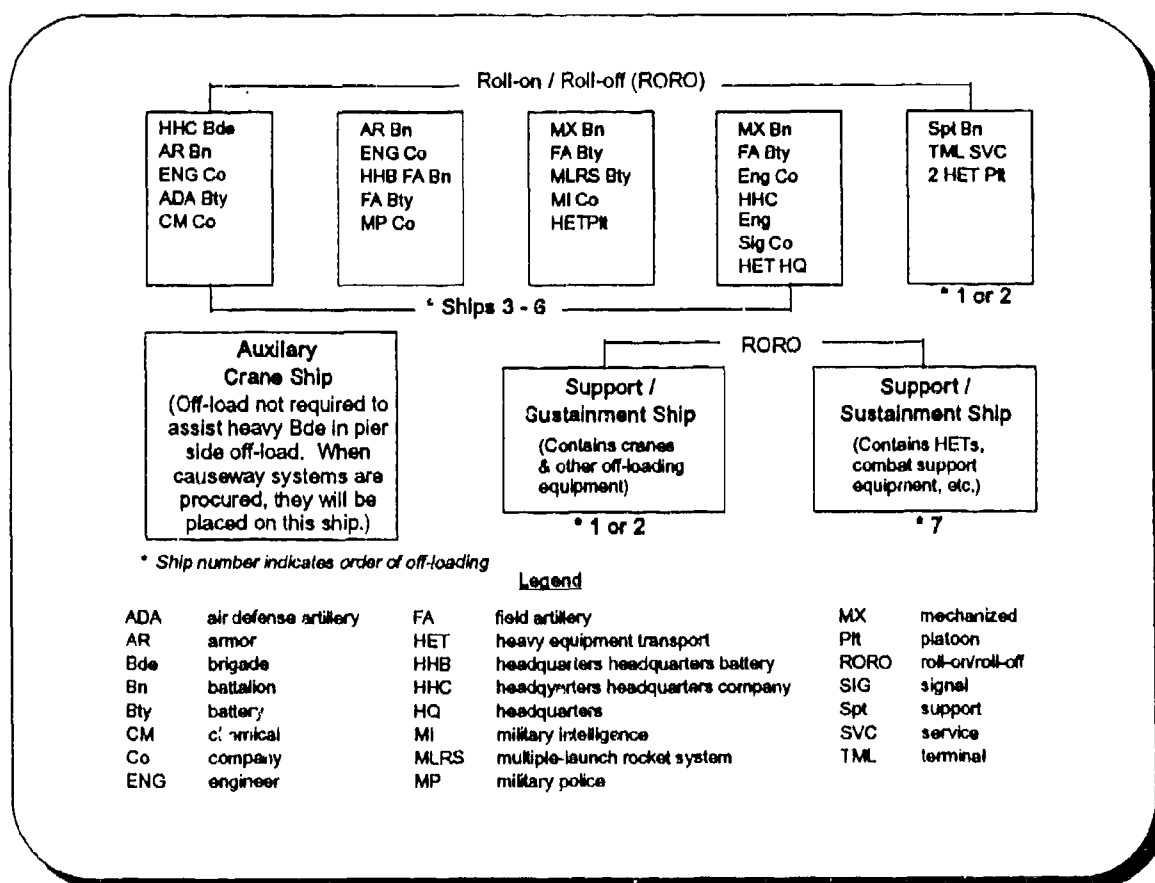 Roll-on / Roll-off (RORO)
HHC Bde
AR Bn
ENG Co
ADA Bty
CM Co
AR Bn
ENG Co
HHB FA Bn
FA Bty
MP Co
MX Bn
FA Bty
MLRS Bty
MI Co
HETPlt
MX Bn
FA Bty
Eng Co
HHC
Eng
Sig Co
HET HQ
Spt Bn
TML SVC
2 HET Plt
* Ships 3 - 6
* 1 or 2
Auxilary
Crane Ship
(Off-load not required to
assist heavy Bde in pier
side off-load. When
causeway systems are
procured, they will be
placed on this ship.)
RORO
Support /
Sustainment Ship
(Contains cranes
& other off-loading
equipment)
* 1 or 2
Support /
Sustainment Ship
(Contains HETs,
combat support
equipment, etc.)
* 7
* Ship number indicates order of off-loading
Legend
ADA air defense artillery
AR armor
Bde brigade
Bn battalion
Bty battery
CM chemical
Co company
ENG engineer
FA field artillery
HET heavy equipment transport
HHB headquarters headquarters battery
HHC headqyerters headquarters company
HQ headquarters
MI military intelligence
MLRS multiple-launch rocket system
MP military police
MX mechanized
Plt platoon
RORO roll-on/roll-off
SIG signal
Spt support
SVC service
TML terminal